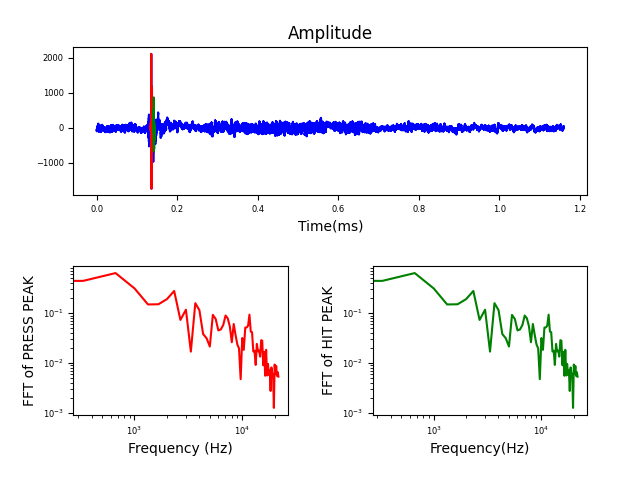 Amplitude
2000
1000
0
−1000
0.0 0.2 0.4 0.6 0.8 1.0 1.2
Time(ms)
FFT of PRESS PEAK
10⁻¹
10⁻²
10⁻³
10³ 10⁴
Frequency (Hz)
FFT of HIT PEAK
10⁻¹
10⁻²
10⁻³
10³ 10⁴
Frequency(Hz)